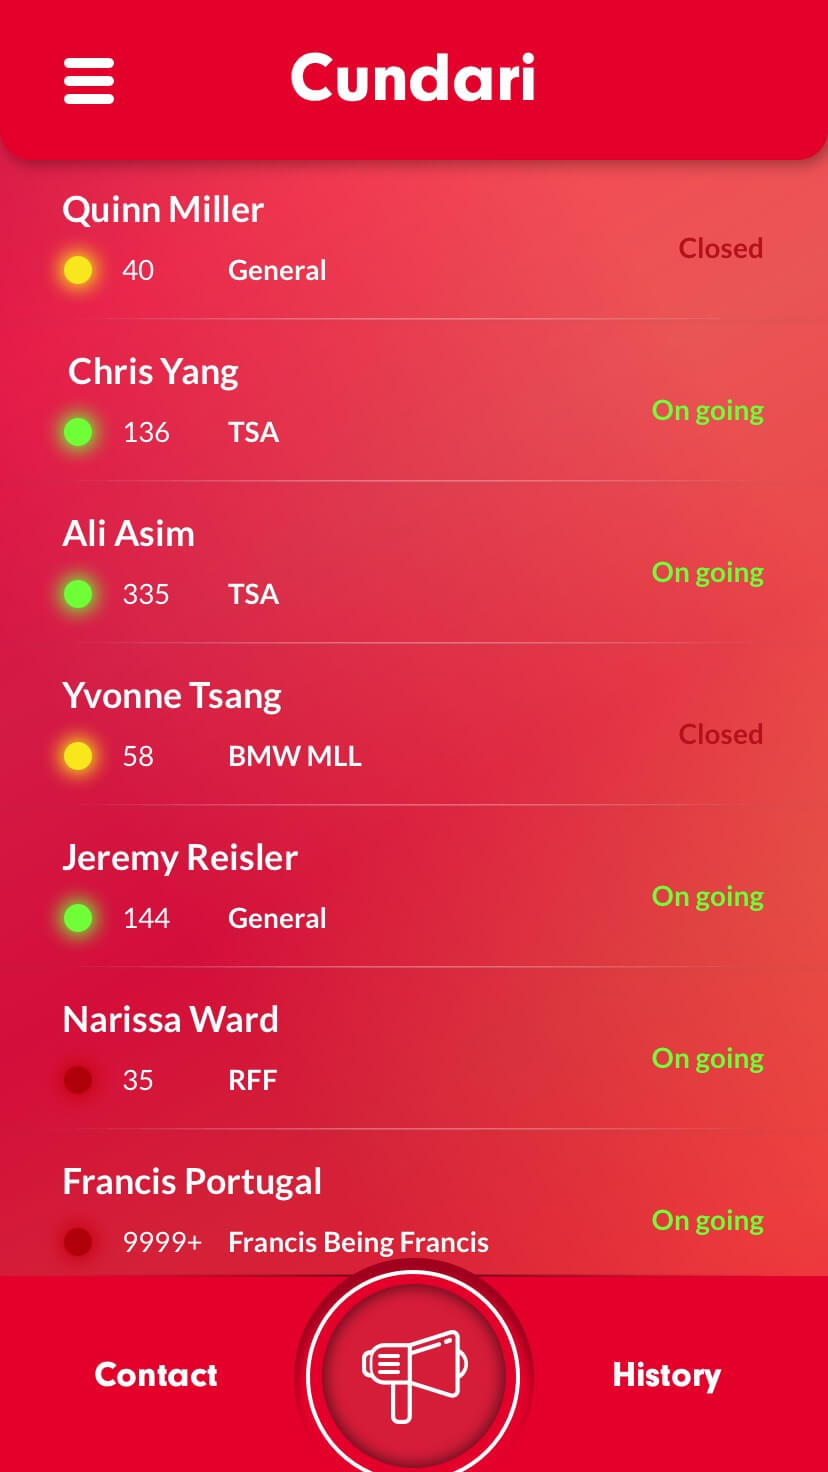 Cundari
Quinn Miller
40 General
Closed
Chris Yang
136 TSA
On going
Ali Asim
335 TSA
On going
Yvonne Tsang
58 BMW MLL
Closed
Jeremy Reisler
144 General
On going
Narissa Ward
35 RFF
On going
Francis Portugal
9999+ Francis Being Francis
On going
Contact
History